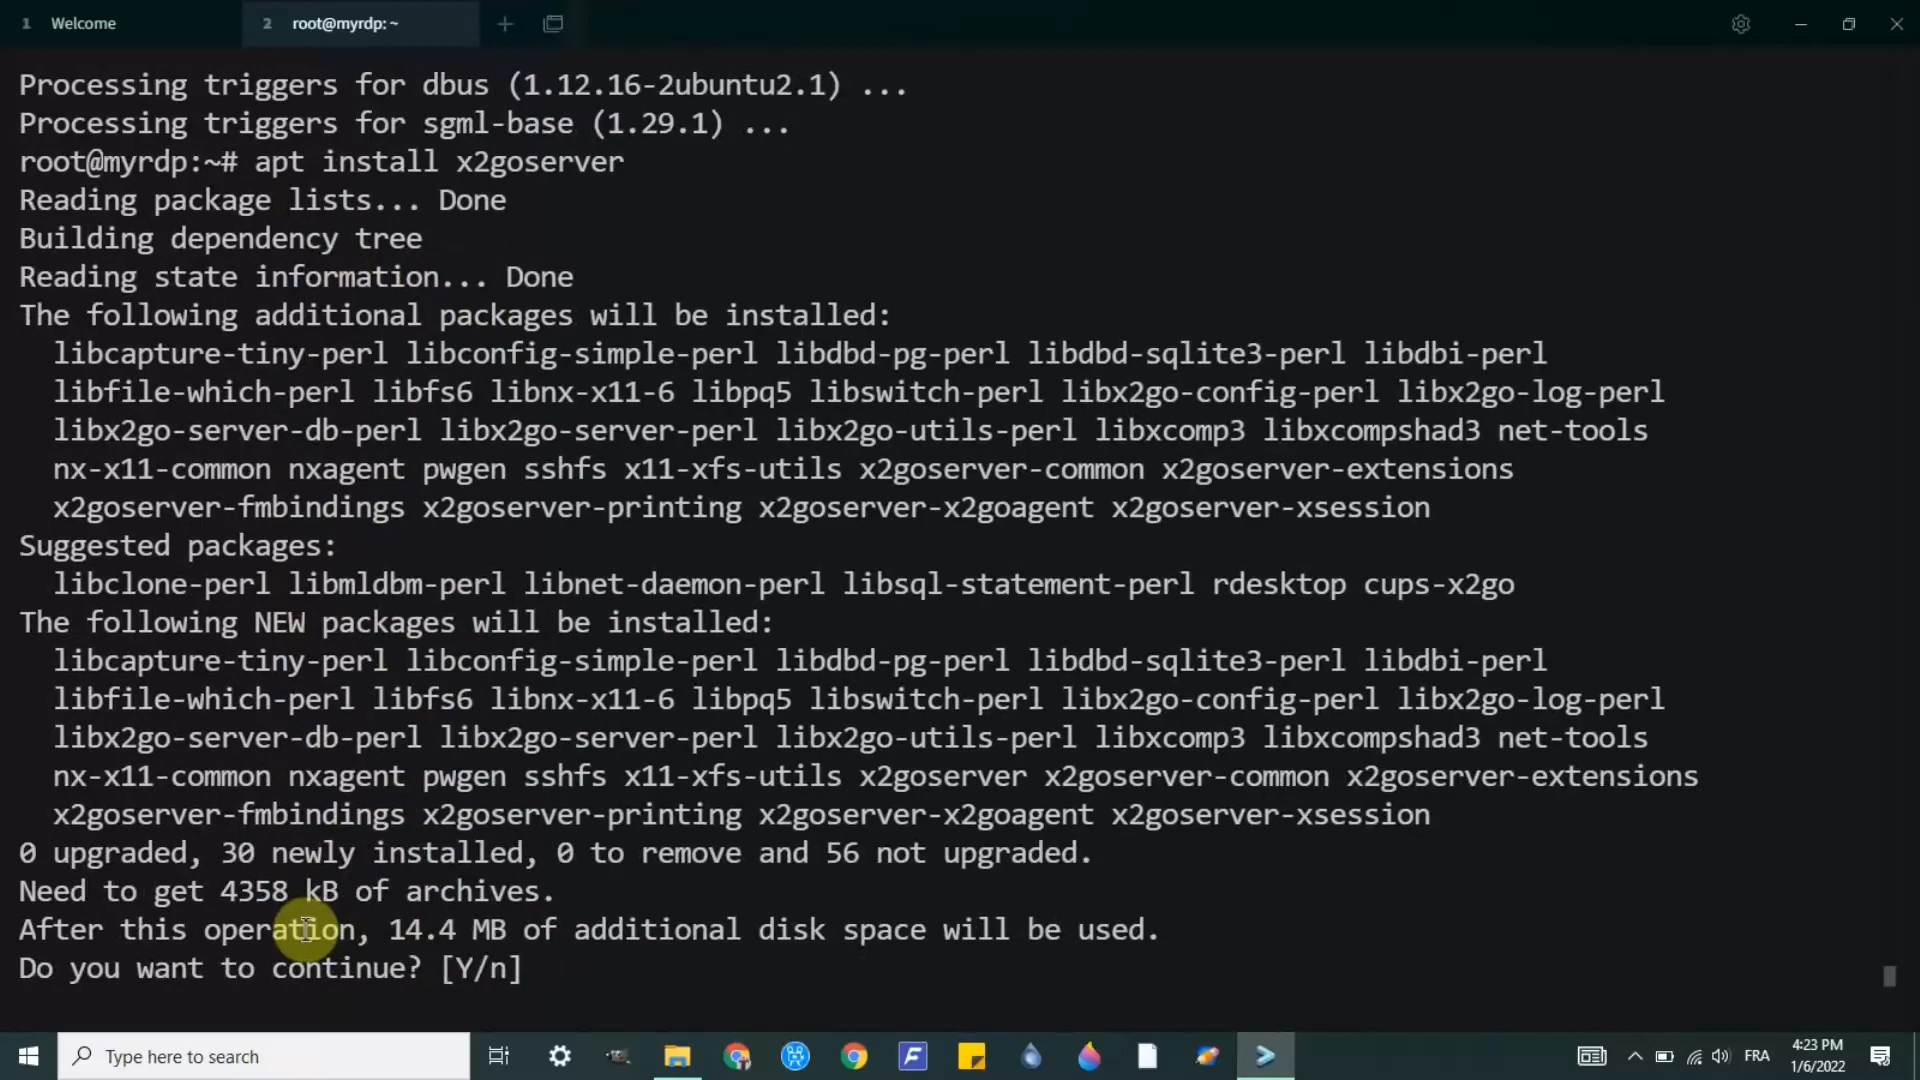 1 Welcome
2 root@myrdp: ~
Processing triggers for dbus (1.12.16-2ubuntu2.1) ...
Processing triggers for sgml-base (1.29.1) ...
root@myrdp:~# apt install x2goserver
Reading package lists... Done
Building dependency tree
Reading state information... Done
The following additional packages will be installed:
libcapture-tiny-perl libconfig-simple-perl libdbd-pg-perl libdbd-sqlite3-perl libdbi-perl
libfile-which-perl libfs6 libnx-x11-6 libpq5 libswitch-perl libx2go-config-perl libx2go-log-perl
libx2go-server-db-perl libx2go-server-perl libx2go-utils-perl libxcomp3 libxcompshad3 net-tools
nx-x11-common nxagent pwgen sshfs x11-xfs-utils x2goserver-common x2goserver-extensions
x2goserver-fmbindings x2goserver-printing x2goserver-x2goagent x2goserver-xsession
Suggested packages:
libclone-perl libmldbm-perl libnet-daemon-perl libsql-statement-perl rdesktop cups-x2go
The following NEW packages will be installed:
libcapture-tiny-perl libconfig-simple-perl libdbd-pg-perl libdbd-sqlite3-perl libdbi-perl
libfile-which-perl libfs6 libnx-x11-6 libpq5 libswitch-perl libx2go-config-perl libx2go-log-perl
libx2go-server-db-perl libx2go-server-perl libx2go-utils-perl libxcomp3 libxcompshad3 net-tools
nx-x11-common nxagent pwgen sshfs x11-xfs-utils x2goserver x2goserver-common x2goserver-extensions
x2goserver-fmbindings x2goserver-printing x2goserver-x2goagent x2goserver-xsession
0 upgraded, 30 newly installed, 0 to remove and 56 not upgraded.
Need to get 4358 kB of archives.
After this operation, 14.4 MB of additional disk space will be used.
Do you want to continue? [Y/n]
Type here to search
FRA
4:23 PM
1/6/2022